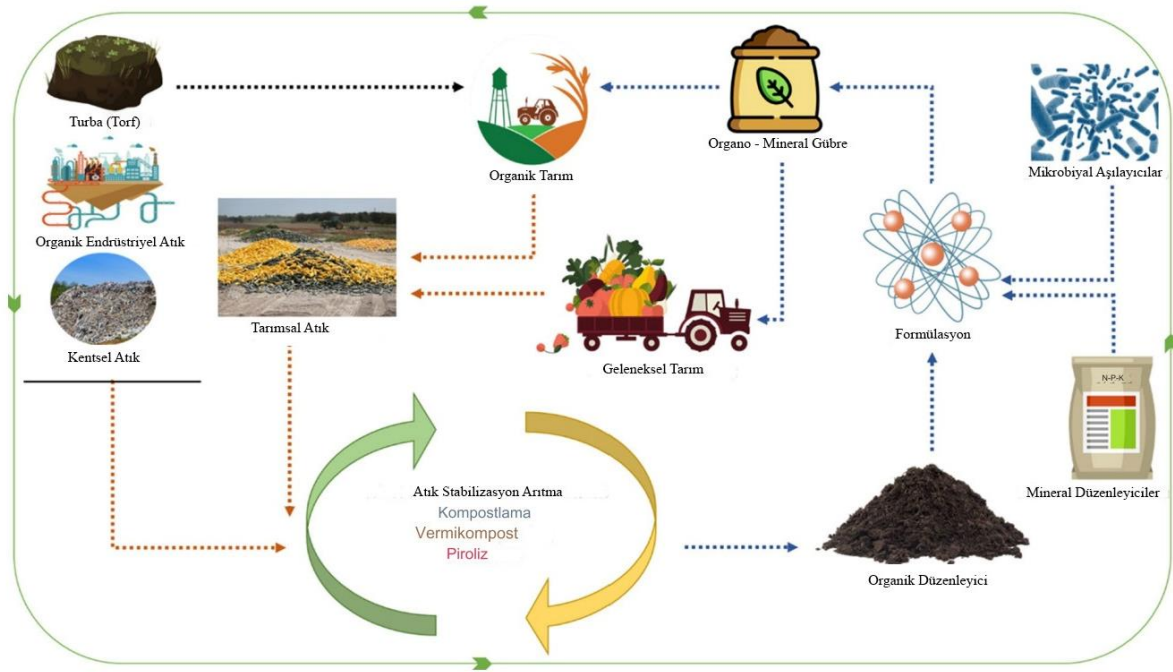 Turba (Torf)
Organik Endrüstriyel Atık
Kentsel Atık
Tarımsal Atık
Organik Tarım
Organo - Mineral Gübre
Mikrobiyal Aşılayıcılar
Geleneksel Tarım
Formülasyon
N-P-K
Mineral Düzenleyiciler
Atık Stabilizasyon Arıtma
Kompostlama
Vermikompost
Piroliz
Organik Düzenleyici